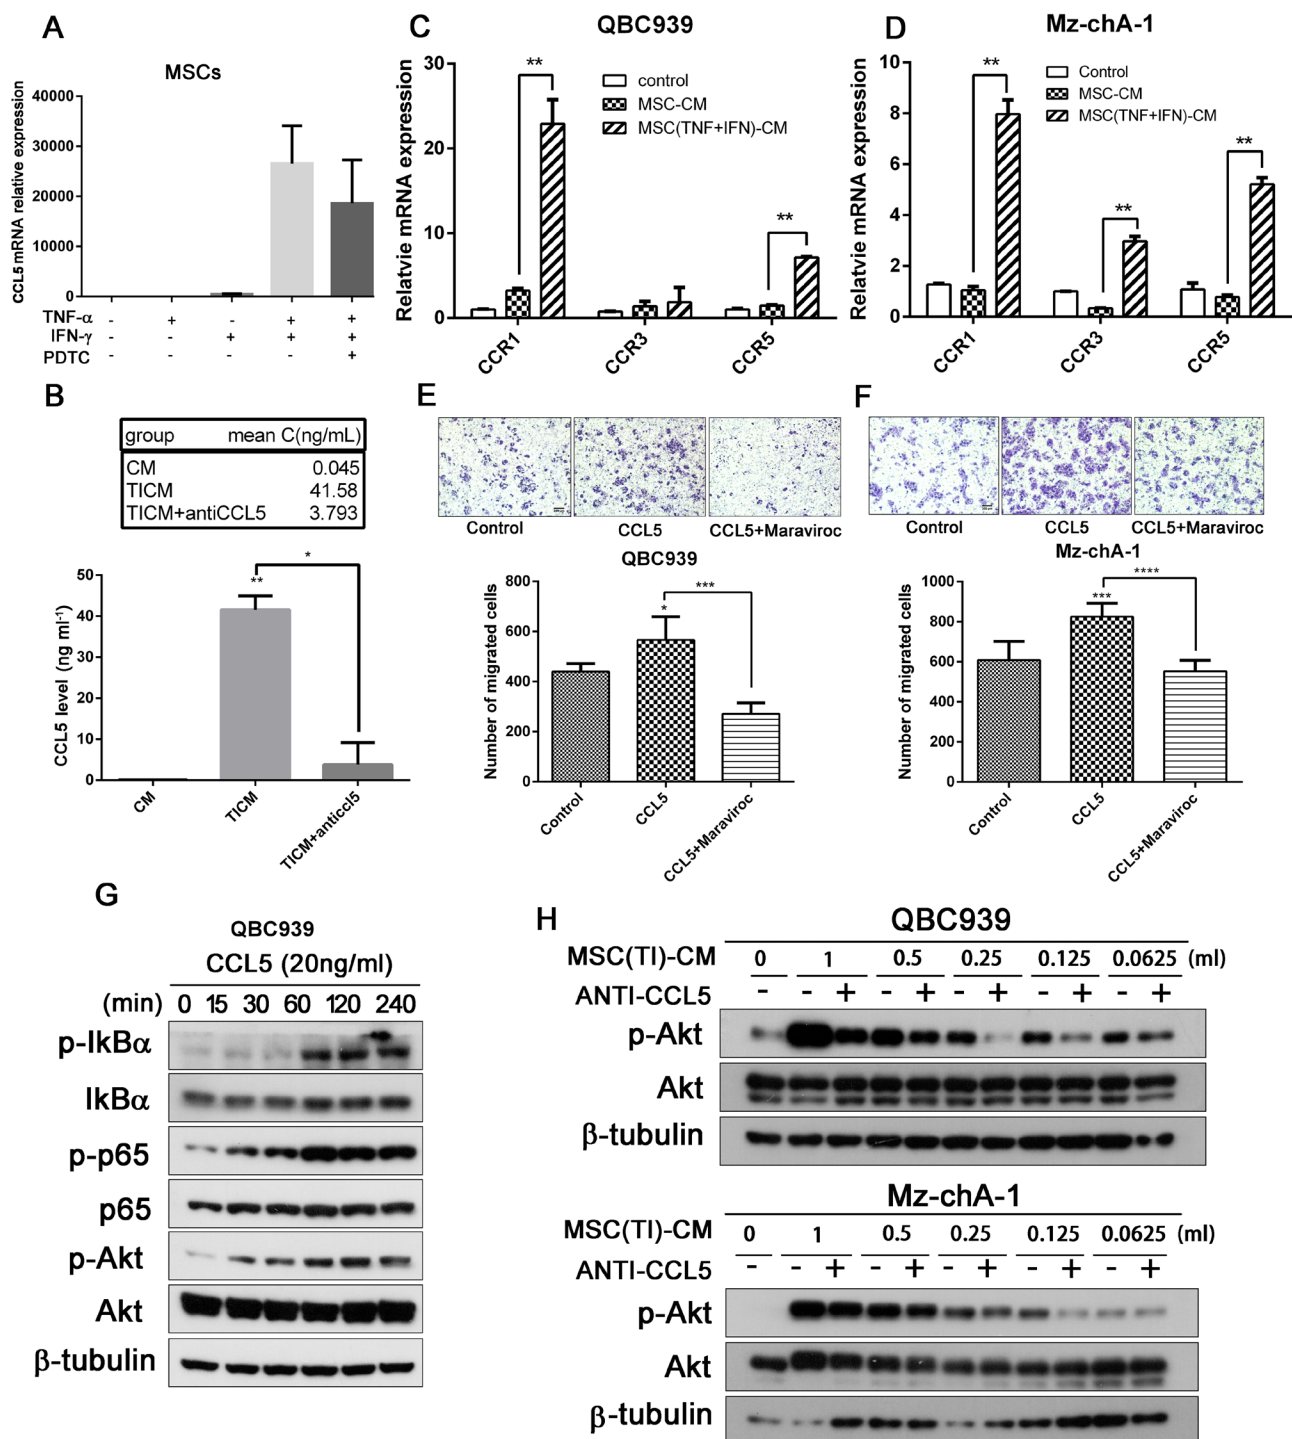 A
MSCs
CCL5 mRNA relative expression
40000
30000
20000
10000
0
TNF-α - + - + +
IFN-γ - - + + +
PDTC - - - - +
B
group mean C(ng/mL)
CM 0.045
TICM 41.58
TICM+antiCCL5 3.793
CCL5 level (ng ml⁻¹)
50
40
30
20
10
0
**
*
CM
TICM
TICM+anticcl5
C
QBC939
Relatvie mRNA expression
30
20
10
0
control
MSC-CM
MSC(TNF+IFN)-CM
**
**
CCR1
CCR3
CCR5
D
Mz-chA-1
Relatvie mRNA expression
10
8
6
4
2
0
Control
MSC-CM
MSC(TNF+IFN)-CM
**
**
**
CCR1
CCR3
CCR5
E
Control CCL5 CCL5+Maraviroc
QBC939
Number of migrated cells
800
600
400
200
0
*
***
Control
CCL5
CCL5+Maraviroc
F
Control CCL5 CCL5+Maraviroc
Mz-chA-1
Number of migrated cells
1000
800
600
400
200
0
***
****
Control
CCL5
CCL5+Maraviroc
G
QBC939
CCL5 (20ng/ml)
(min) 0 15 30 60 120 240
p-IkBα
IkBα
p-p65
p65
p-Akt
Akt
β-tubulin
H
QBC939
MSC(TI)-CM 0 1 0.5 0.25 0.125 0.0625 (ml)
ANTI-CCL5 - - + - + - + - + - +
p-Akt
Akt
β-tubulin
Mz-chA-1
MSC(TI)-CM 0 1 0.5 0.25 0.125 0.0625 (ml)
ANTI-CCL5 - - + - + - + - + - +
p-Akt
Akt
β-tubulin